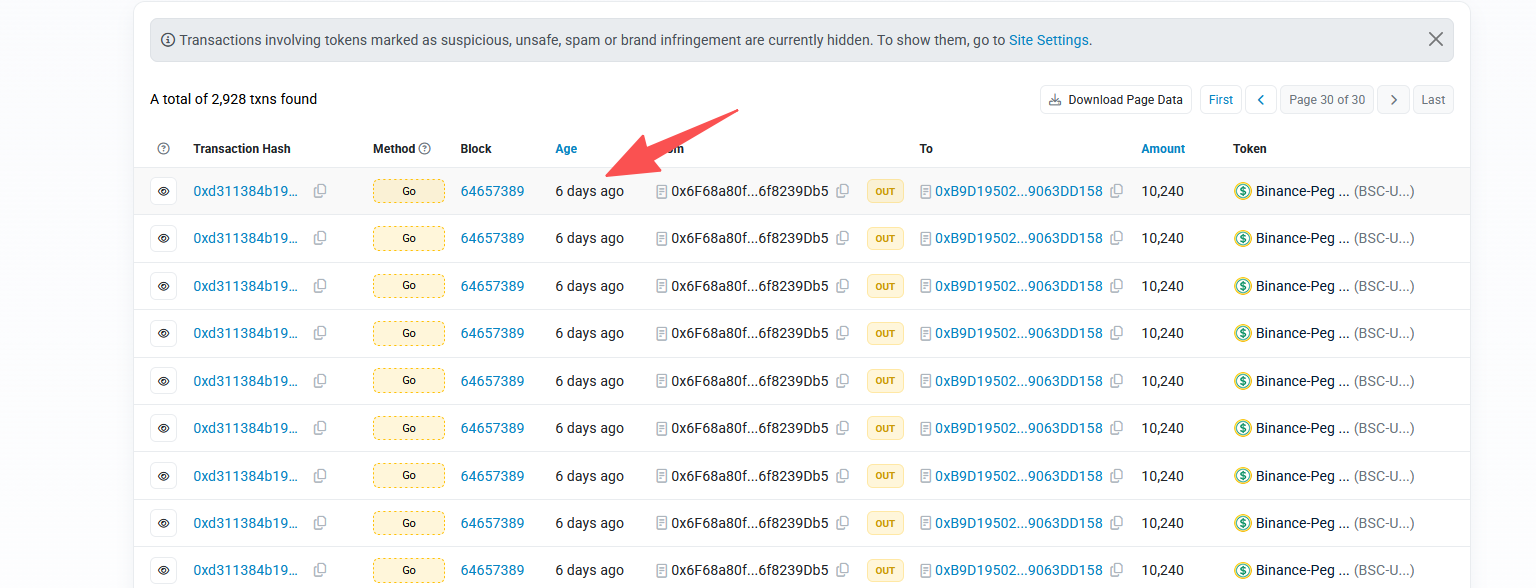 Transactions involving tokens marked as suspicious, unsafe, spam or brand infringement are currently hidden. To show them, go to Site Settings.
A total of 2,928 txns found
Download Page Data First Page 30 of 30 Last
Transaction Hash Method Block Age To Amount Token
0xd311384b19... Go 64657389 6 days ago 0x6F68a80f...6f8239Db5 OUT 0xB9D19502...9063DD158 10,240 Binance-Peg ... (BSC-U...)
0xd311384b19... Go 64657389 6 days ago 0x6F68a80f...6f8239Db5 OUT 0xB9D19502...9063DD158 10,240 Binance-Peg ... (BSC-U...)
0xd311384b19... Go 64657389 6 days ago 0x6F68a80f...6f8239Db5 OUT 0xB9D19502...9063DD158 10,240 Binance-Peg ... (BSC-U...)
0xd311384b19... Go 64657389 6 days ago 0x6F68a80f...6f8239Db5 OUT 0xB9D19502...9063DD158 10,240 Binance-Peg ... (BSC-U...)
0xd311384b19... Go 64657389 6 days ago 0x6F68a80f...6f8239Db5 OUT 0xB9D19502...9063DD158 10,240 Binance-Peg ... (BSC-U...)
0xd311384b19... Go 64657389 6 days ago 0x6F68a80f...6f8239Db5 OUT 0xB9D19502...9063DD158 10,240 Binance-Peg ... (BSC-U...)
0xd311384b19... Go 64657389 6 days ago 0x6F68a80f...6f8239Db5 OUT 0xB9D19502...9063DD158 10,240 Binance-Peg ... (BSC-U...)
0xd311384b19... Go 64657389 6 days ago 0x6F68a80f...6f8239Db5 OUT 0xB9D19502...9063DD158 10,240 Binance-Peg ... (BSC-U...)
0xd311384b19... Go 64657389 6 days ago 0x6F68a80f...6f8239Db5 OUT 0xB9D19502...9063DD158 10,240 Binance-Peg ... (BSC-U...)